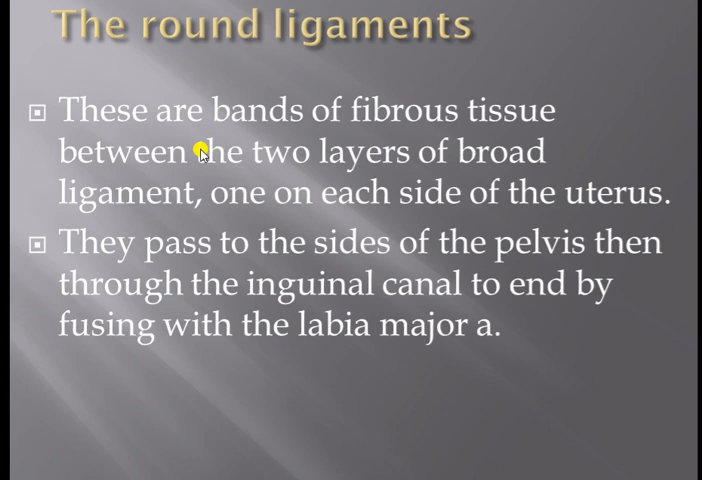 The round ligaments
These are bands of fibrous tissue
between the two layers of broad
ligament, one on each side of the uterus.
They pass to the sides of the pelvis then
through the inguinal canal to end by
fusing with the labia major a.